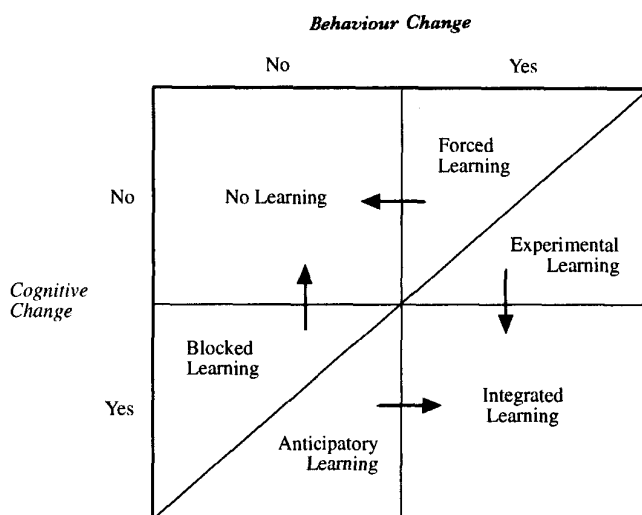 Behaviour Change
No
Yes
Forced
Learning
No
No Learning
Experimental
Learning
Cognitive
Change
Blocked
Learning
Yes
Integrated
Learning
Anticipatory
Learning